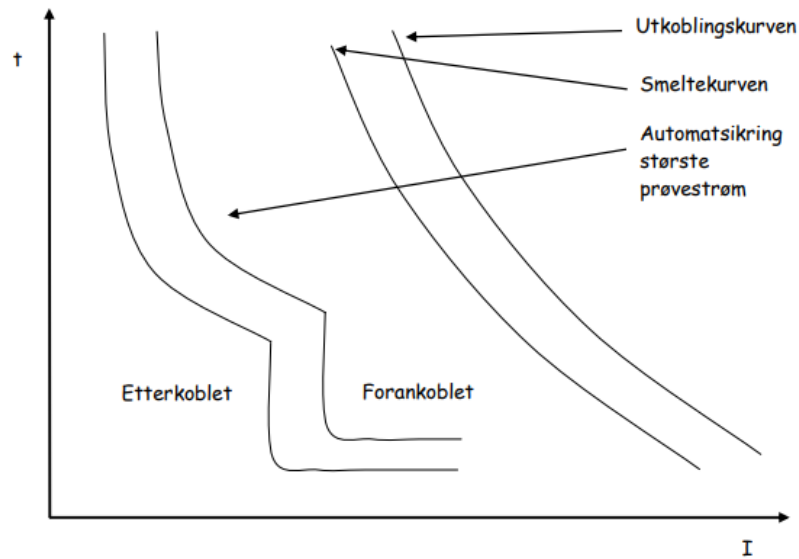 Utkoblingskurven
t
Smeltekurven
Automatsikring
største
prøvestrøm
Etterkoblet
Forankoblet
I